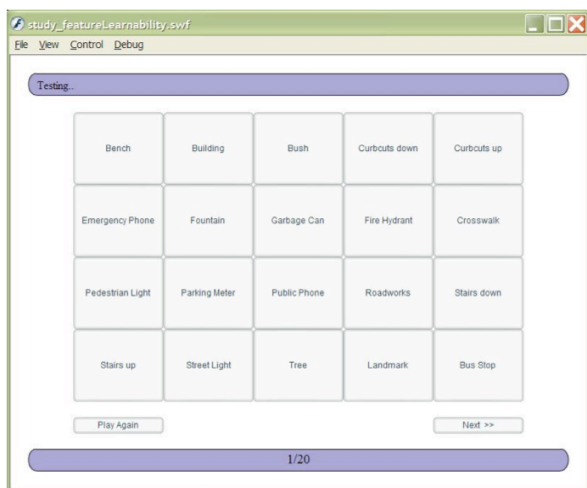 study_featureLearnability.swf
File View Control Debug
Testing..
Bench Building Bush Curbcuts down Curbcuts up
Emergency Phone Fountain Garbage Can Fire Hydrant Crosswalk
Pedestrian Light Parking Meter Public Phone Roadworks Stairs down
Stairs up Street Light Tree Landmark Bus Stop
Play Again Next >>
1/20